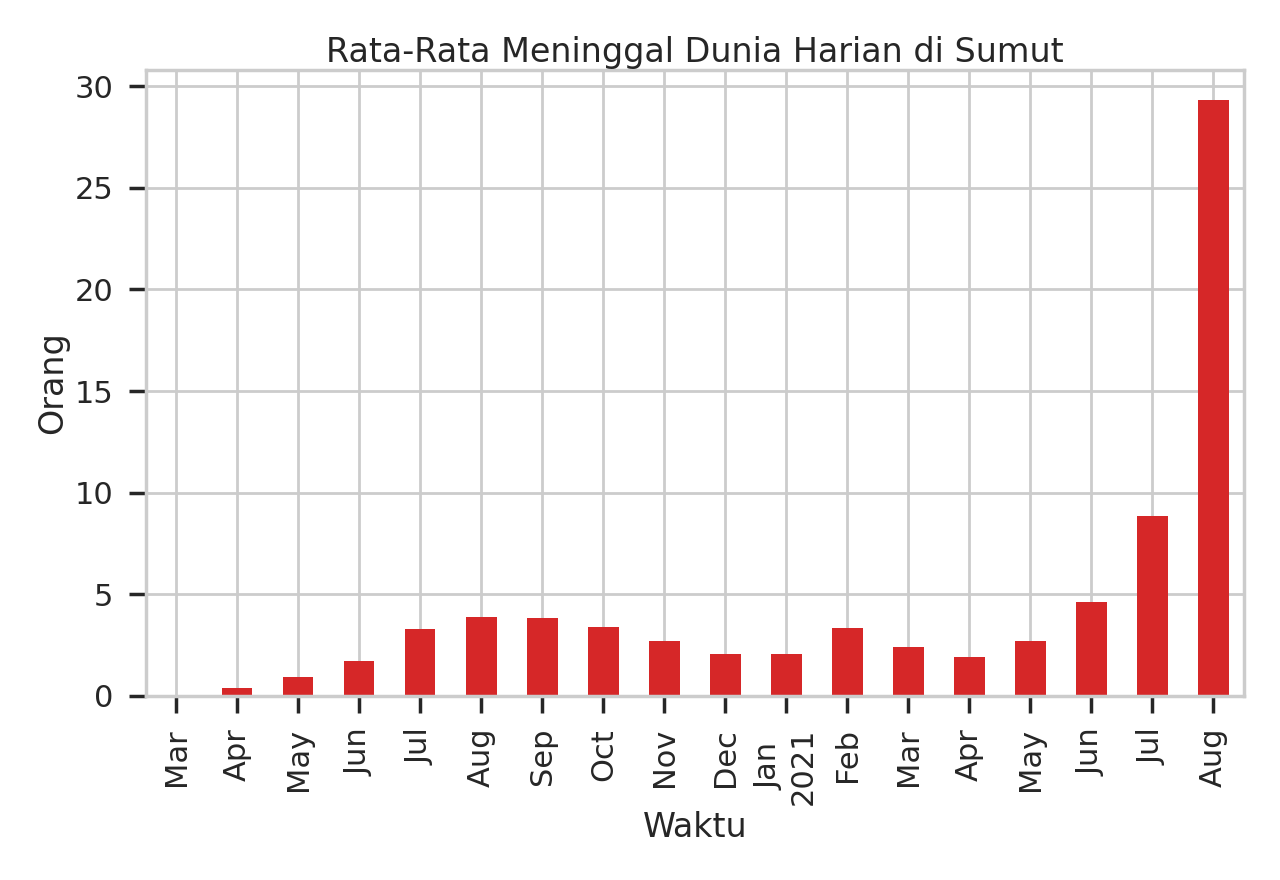 Rata-Rata Meninggal Dunia Harian di Sumut
Orang
30
25
20
15
10
5
0
Mar
Apr
May
Jun
Jul
Aug
Sep
Oct
Nov
Dec
Jan
2021
Feb
Mar
Apr
May
Jun
Jul
Aug
Waktu